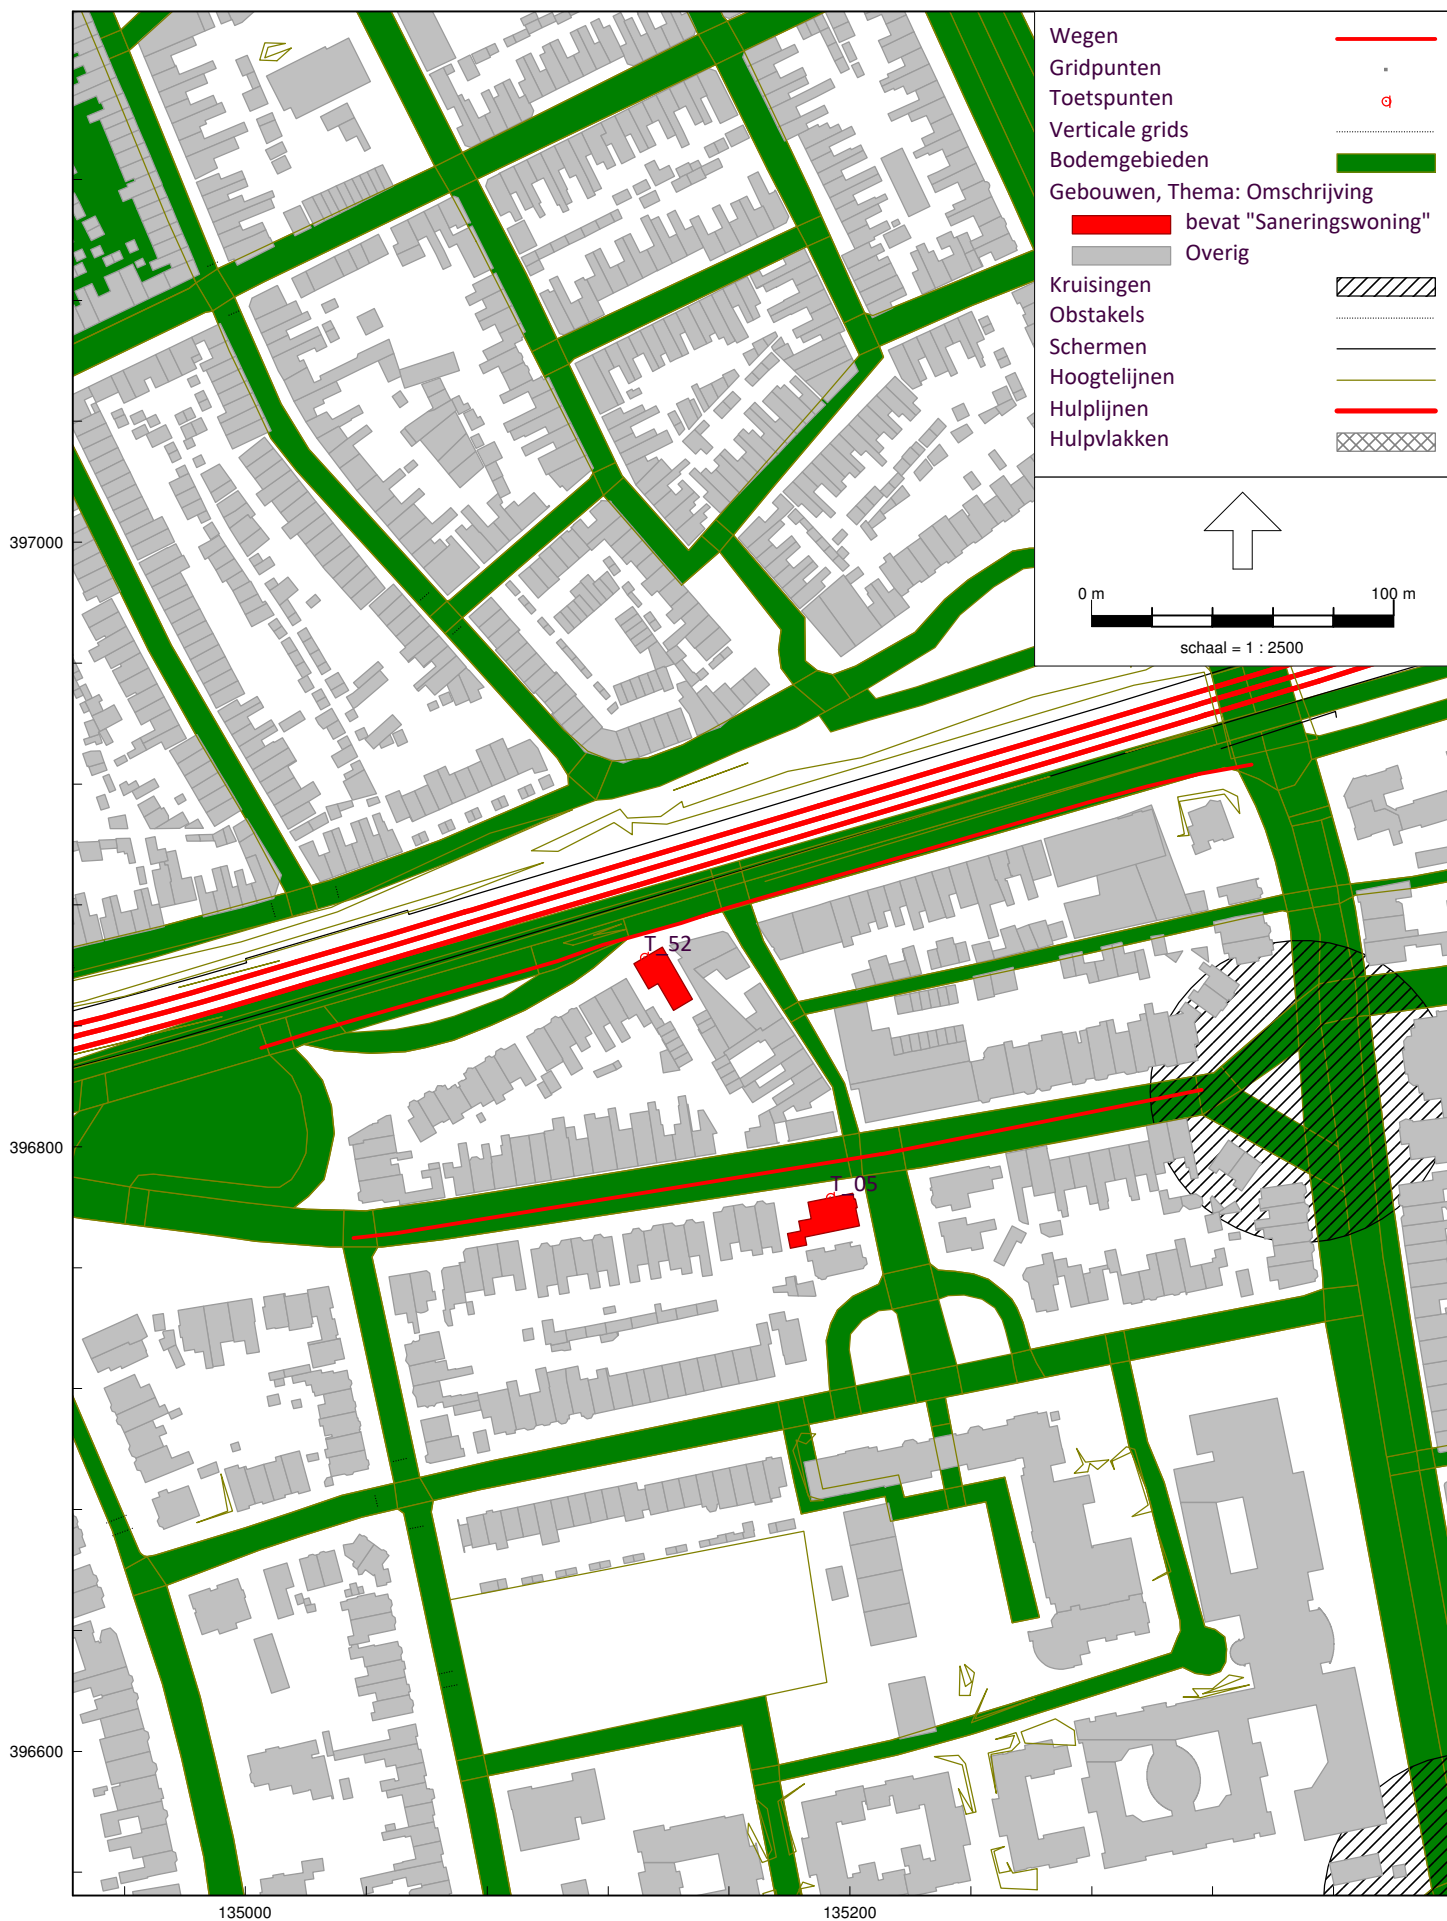 Wegen
Gridpunten
Toetspunten
Verticale grids
Bodemgebieden
Gebouwen, Thema: Omschrijving
bevat "Saneringswoning"
Overig
Kruisingen
Obstakels
Schermen
Hoogtelijnen
Hulplijnen
Hulpvlakken
0 m 100 m
schaal = 1 : 2500
397000
T_52
396800
T_05
396600
135000 135200